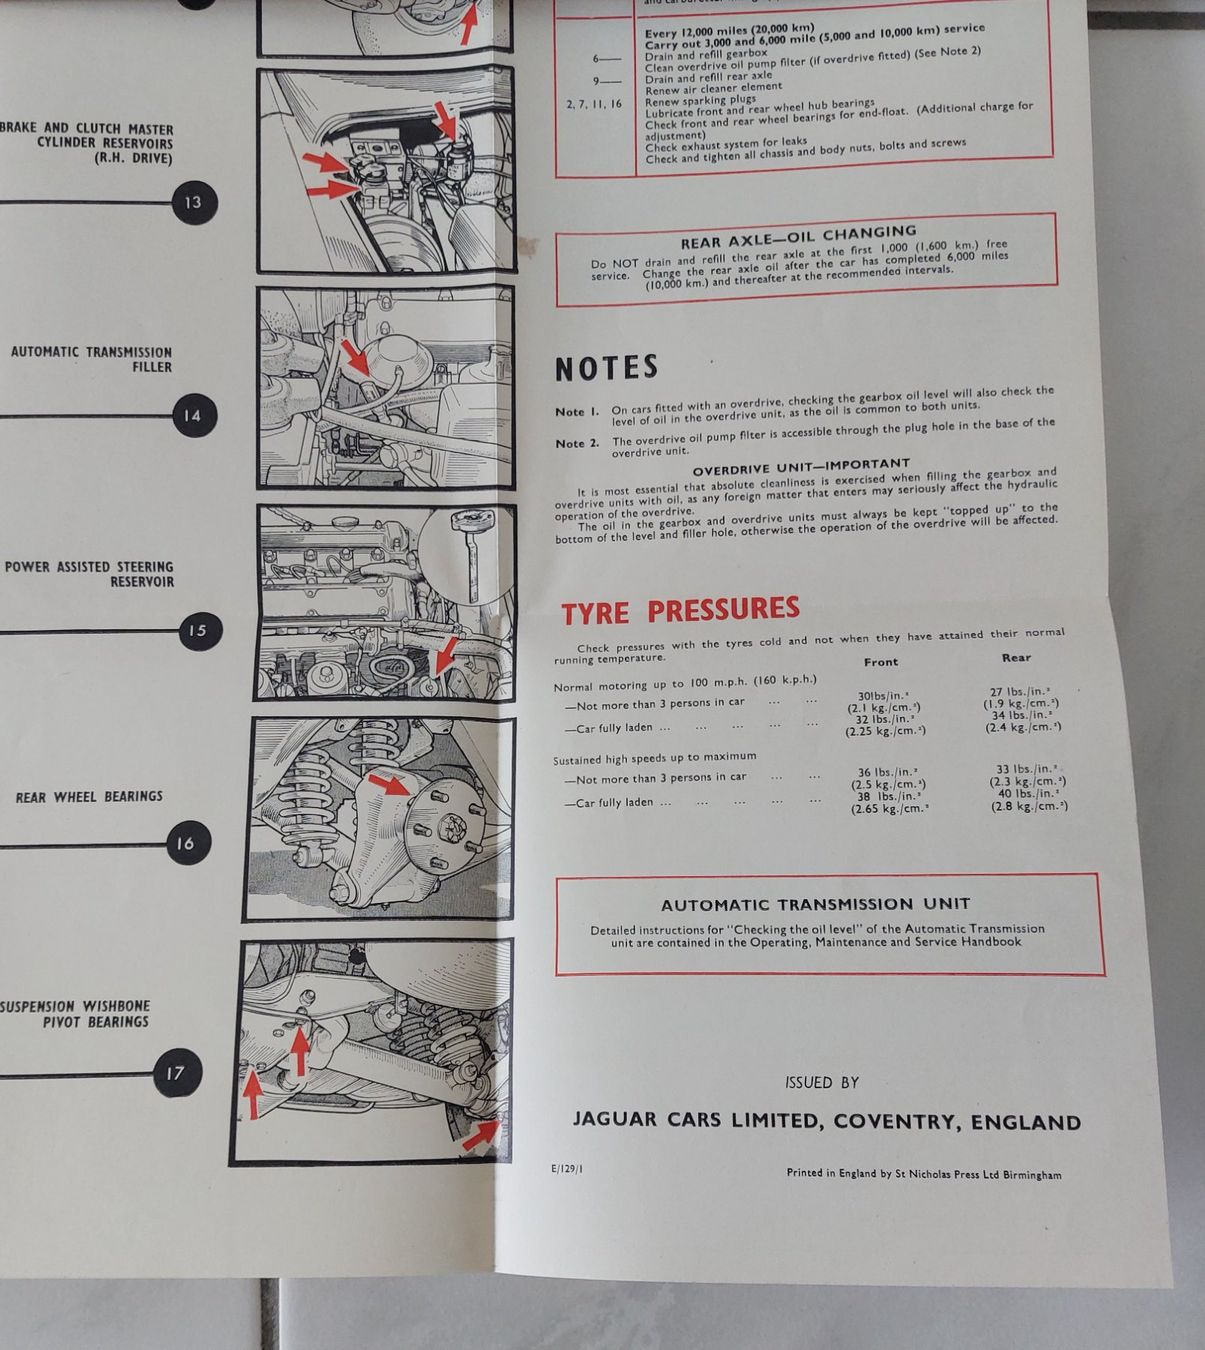 BRAKE AND CLUTCH MASTER
CYLINDER RESERVOIRS
(R.H. DRIVE)
13
AUTOMATIC TRANSMISSION
FILLER
14
POWER ASSISTED STEERING
RESERVOIR
15
REAR WHEEL BEARINGS
16
SUSPENSION WISHBONE
PIVOT BEARINGS
17
Every 12,000 miles (20,000 km)
Carry out 3,000 and 6,000 mile (5,000 and 10,000 km) service
6— Drain and refill gearbox
Clean overdrive oil pump filter (if overdrive fitted) (See Note 2)
9— Drain and refill rear axle
Renew air cleaner element
2, 7, 11, 16 Renew sparking plugs
Lubricate front and rear wheel hub bearings
Check front and rear wheel bearings for end-float. (Additional charge for
adjustment)
Check exhaust system for leaks
Check and tighten all chassis and body nuts, bolts and screws
REAR AXLE—OIL CHANGING
Do NOT drain and refill the rear axle at the first 1,000 (1,600 km.) free
service. Change the rear axle oil after the car has completed 6,000 miles
(10,000 km.) and thereafter at the recommended intervals.
NOTES
Note 1. On cars fitted with an overdrive, checking the gearbox oil level will also check the
level of oil in the overdrive unit, as the oil is common to both units.
Note 2. The overdrive oil pump filter is accessible through the plug hole in the base of the
overdrive unit.
OVERDRIVE UNIT—IMPORTANT
It is most essential that absolute cleanliness is exercised when filling the gearbox and
overdrive units with oil, as any foreign matter that enters may seriously affect the hydraulic
operation of the overdrive.
The oil in the gearbox and overdrive units must always be kept "topped up" to the
bottom of the level and filler hole, otherwise the operation of the overdrive will be affected.
TYRE PRESSURES
Check pressures with the tyres cold and not when they have attained their normal
running temperature.
Front Rear
Normal motoring up to 100 m.p.h. (160 k.p.h.)
—Not more than 3 persons in car ... ... 30lbs/in.² 27 lbs./in.²
(2.1 kg./cm.²) (1.9 kg./cm.²)
—Car fully laden ... ... ... ... ... 32 lbs./in.² 34 lbs./in.²
(2.25 kg./cm.²) (2.4 kg./cm.²)
Sustained high speeds up to maximum
—Not more than 3 persons in car ... ... 36 lbs./in.² 33 lbs./in.²
(2.5 kg./cm.²) (2.3 kg./cm.²)
—Car fully laden ... ... ... ... ... 38 lbs./in.² 40 lbs./in.²
(2.65 kg./cm.² (2.8 kg./cm.²)
AUTOMATIC TRANSMISSION UNIT
Detailed instructions for "Checking the oil level" of the Automatic Transmission
unit are contained in the Operating, Maintenance and Service Handbook
ISSUED BY
JAGUAR CARS LIMITED, COVENTRY, ENGLAND
E/129/1
Printed in England by St Nicholas Press Ltd Birmingham